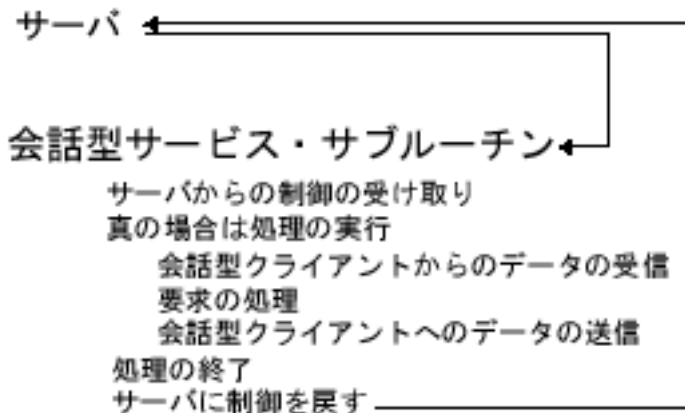 サーバ
会話型サービス・サブルーチン
サーバからの制御の受け取り
真の場合は処理の実行
会話型クライアントからのデータの受信
要求の処理
会話型クライアントへのデータの送信
処理の終了
サーバに制御を戻す